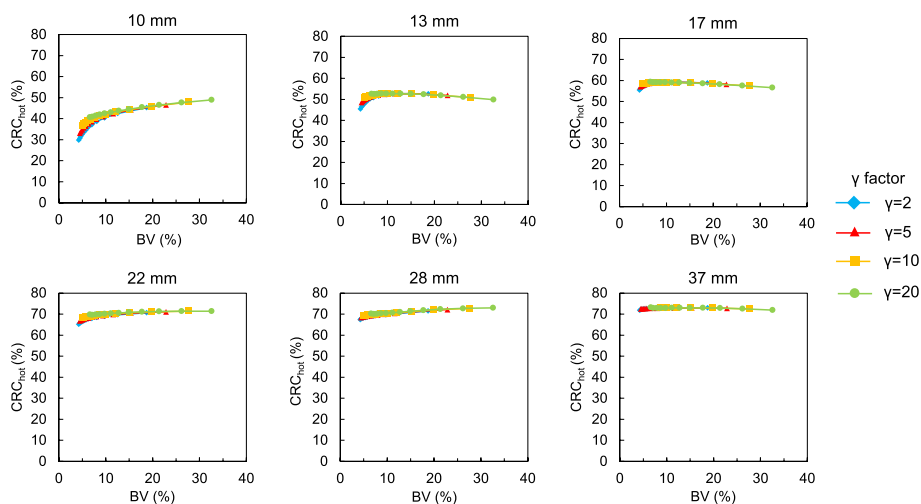 10 mm
13 mm
17 mm
80
70
60
50
40
30
20
10
0
CRChot (%)
0 10 20 30 40
BV (%)
80
70
60
50
40
30
20
10
0
CRChot (%)
0 10 20 30 40
BV (%)
80
70
60
50
40
30
20
10
0
CRChot (%)
0 10 20 30 40
BV (%)
γ factor
γ=2
γ=5
γ=10
γ=20
22 mm
28 mm
37 mm
80
70
60
50
40
30
20
10
0
CRChot (%)
0 10 20 30 40
BV (%)
80
70
60
50
40
30
20
10
0
CRChot (%)
0 10 20 30 40
BV (%)
80
70
60
50
40
30
20
10
0
CRChot (%)
0 10 20 30 40
BV (%)